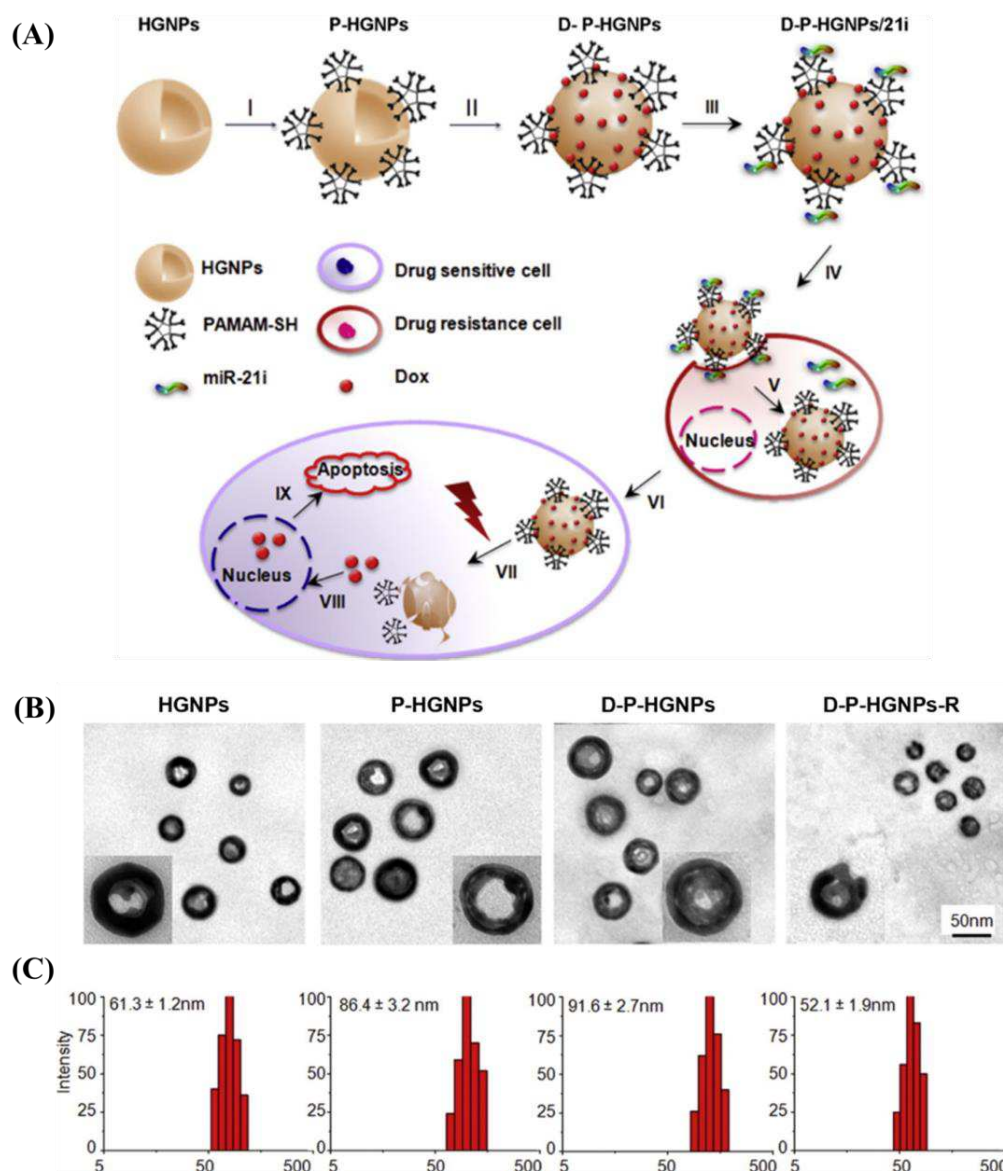 (A)
HGNPs P-HGNPs D- P-HGNPs D-P-HGNPs/21i
I II III
IV
HGNPs Drug sensitive cell
PAMAM-SH Drug resistance cell
miR-21i Dox
V
Nucleus
Apoptosis
IX
VI
VII
Nucleus
VIII
(B)
HGNPs P-HGNPs D-P-HGNPs D-P-HGNPs-R
50nm
(C)
100 61.3 ± 1.2nm 100 86.4 ± 3.2 nm 100 91.6 ± 2.7nm 100 52.1 ± 1.9nm
75 75 75 75
Intensity
50 50 50 50
25 25 25 25
0 0 0 0
5 50 500 5 50 500 5 50 500 5 50 500